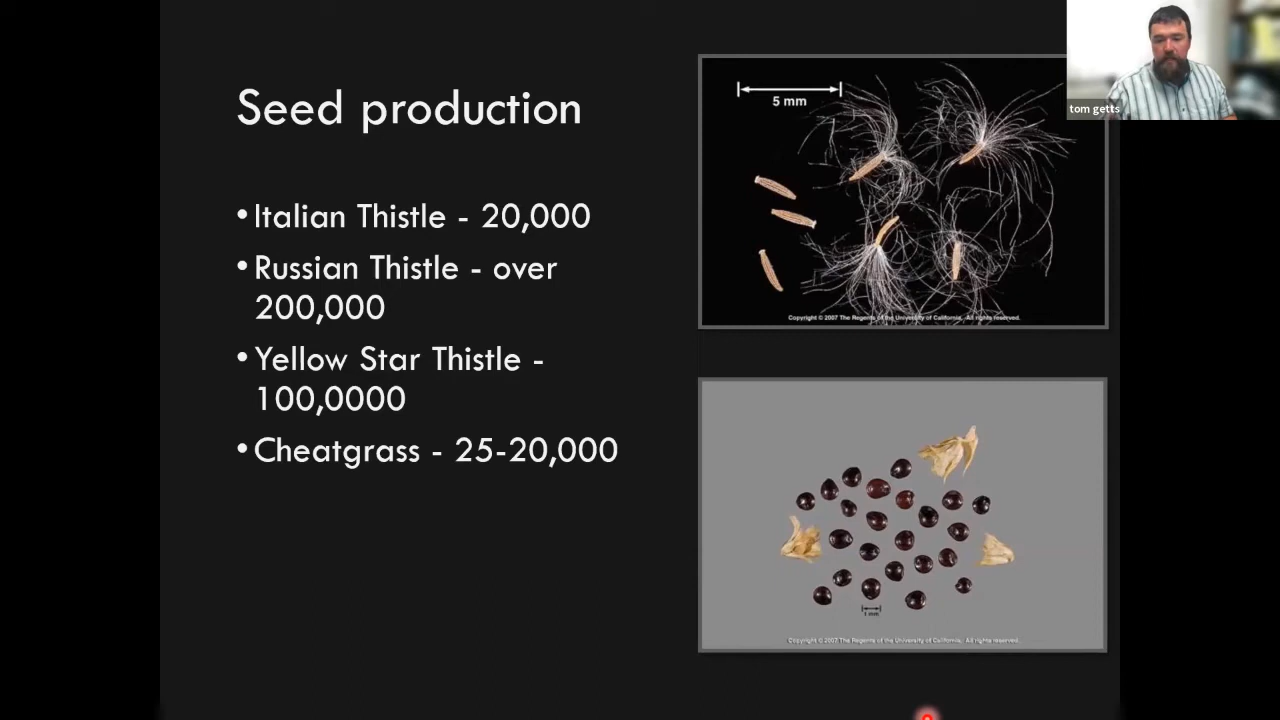 Seed production
•Italian Thistle - 20,000
•Russian Thistle - over
200,000
•Yellow Star Thistle -
100,0000
•Cheatgrass - 25-20,000
5 mm
Copyright © 2007 The Regents of the University of California. All rights reserved.
tom getts
1 mm
Copyright © 2007 The Regents of the University of California. All rights reserved.